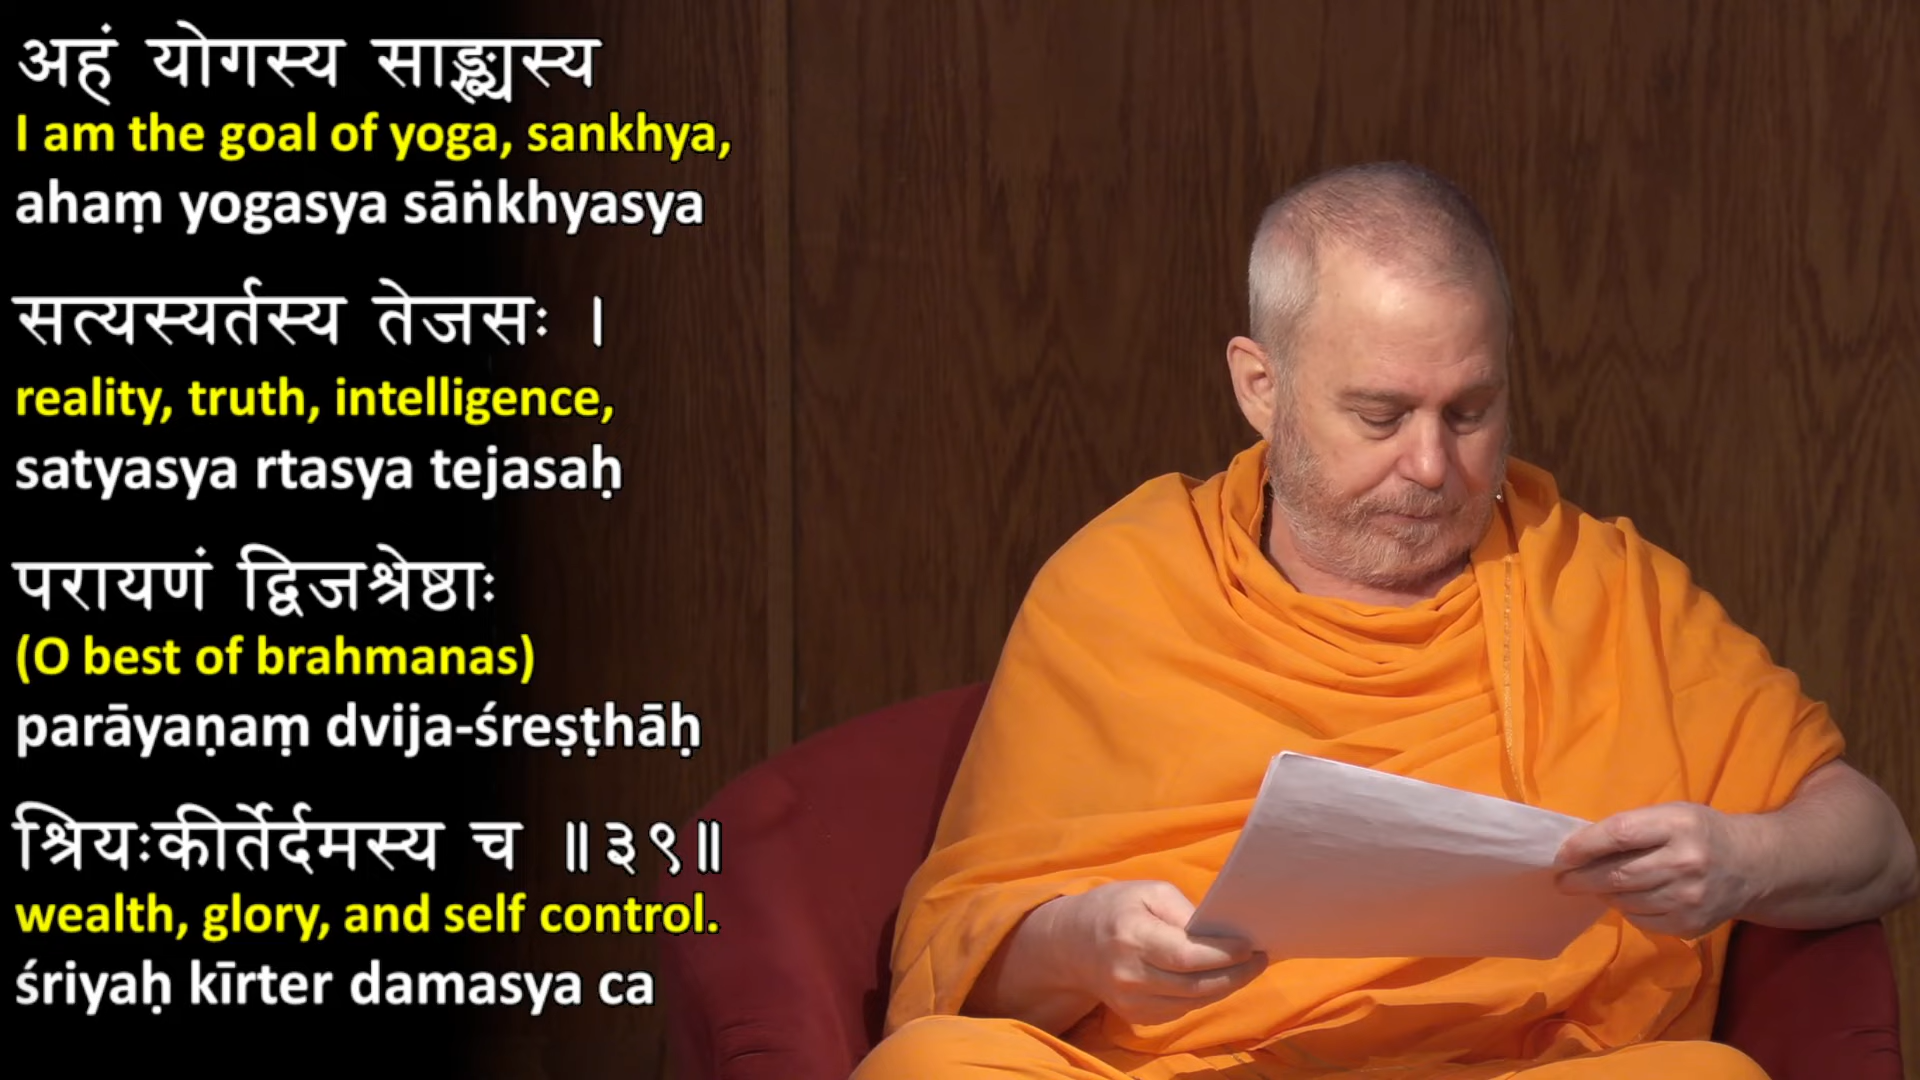 अहं योगस्य साङ्ख्यस्य
I am the goal of yoga, sankhya,
ahaṃ yogasya sāṅkhyasya
सत्यस्यर्तस्य तेजसः ।
reality, truth, intelligence,
satyasya rtasya tejasaḥ
परायणं द्विजश्रेष्ठाः
(O best of brahmanas)
parāyaṇaṃ dvija-śreṣṭhāḥ
श्रियःकीर्तेर्दमस्य च ॥३९॥
wealth, glory, and self control.
śriyaḥ kīrter damasya ca